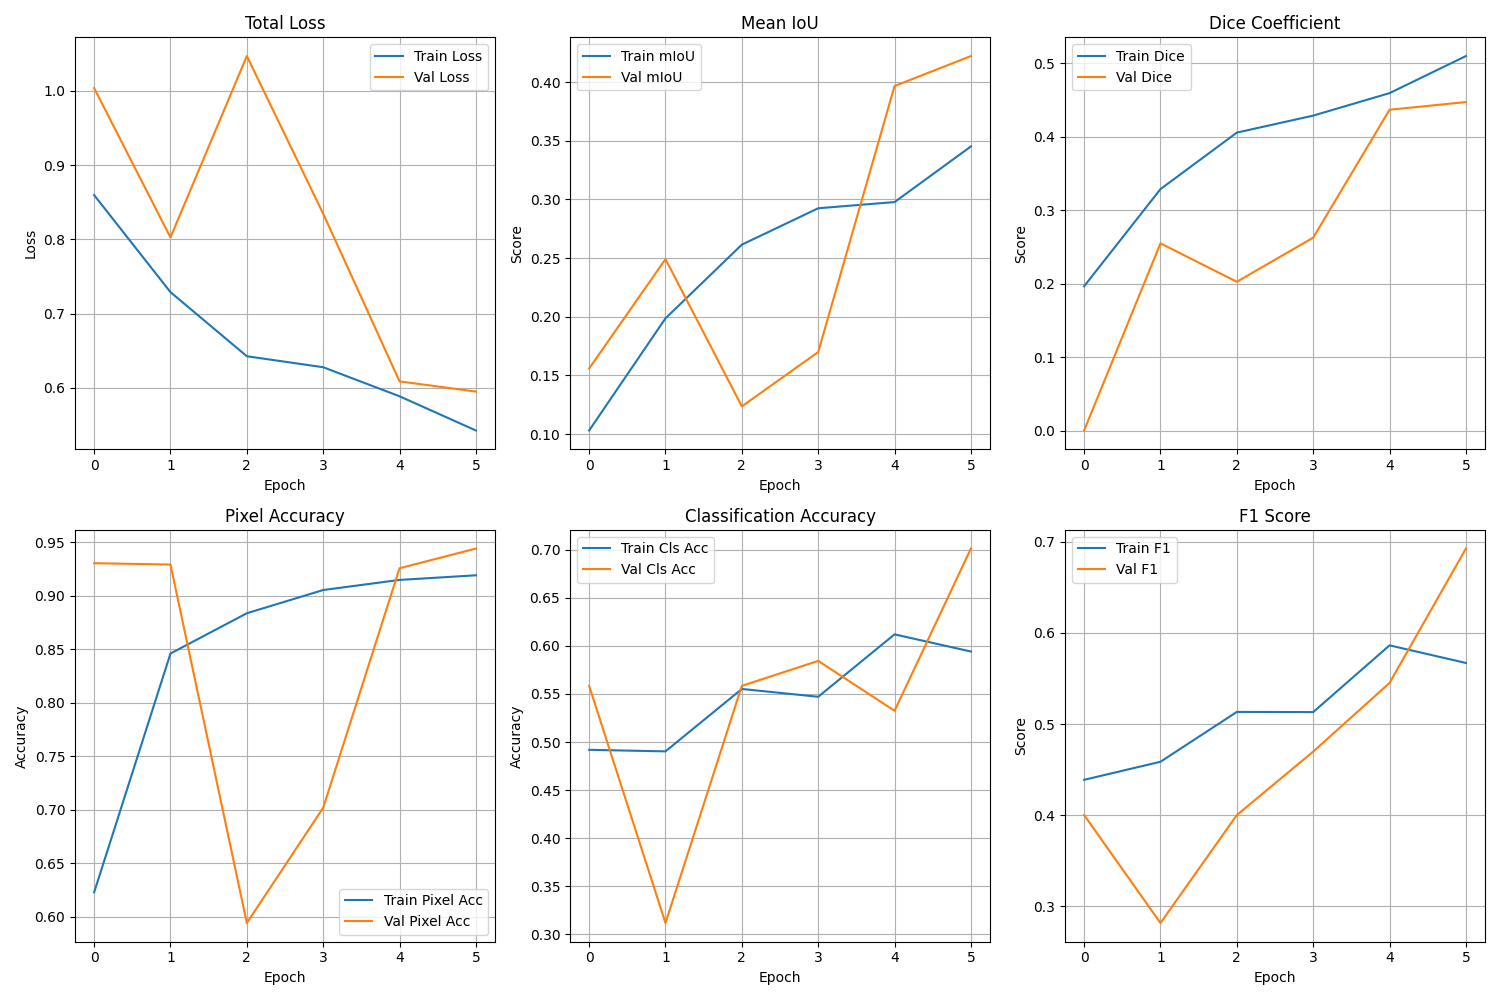 Total Loss
Train Loss
Val Loss
1.0
0.9
0.8
0.7
0.6
Loss
0 1 2 3 4 5
Epoch
Mean IoU
Train mIoU
Val mIoU
0.40
0.35
0.30
0.25
0.20
0.15
0.10
Score
0 1 2 3 4 5
Epoch
Dice Coefficient
Train Dice
Val Dice
0.5
0.4
0.3
0.2
0.1
0.0
Score
0 1 2 3 4 5
Epoch
Pixel Accuracy
0.95
0.90
0.85
0.80
0.75
0.70
0.65
0.60
Accuracy
Train Pixel Acc
Val Pixel Acc
0 1 2 3 4 5
Epoch
Classification Accuracy
Train Cls Acc
Val Cls Acc
0.70
0.65
0.60
0.55
0.50
0.45
0.40
0.35
0.30
Accuracy
0 1 2 3 4 5
Epoch
F1 Score
Train F1
Val F1
0.7
0.6
0.5
0.4
0.3
Score
0 1 2 3 4 5
Epoch